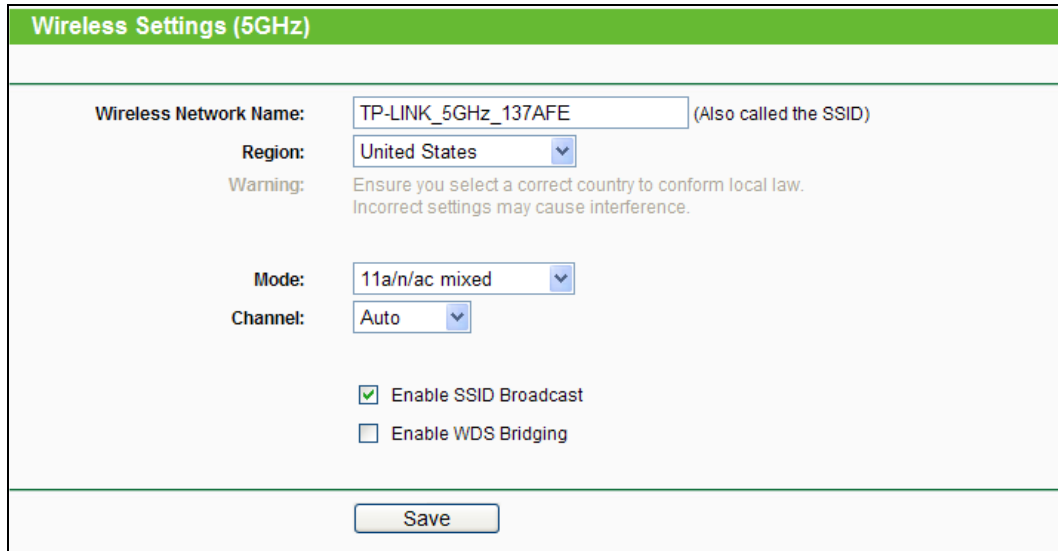 Wireless Settings (5GHz)
Wireless Network Name: TP-LINK_5GHz_137AFE (Also called the SSID)
Region: United States
Warning: Ensure you select a correct country to conform local law.
Incorrect settings may cause interference.
Mode: 11a/n/ac mixed
Channel: Auto
Enable SSID Broadcast
Enable WDS Bridging
Save